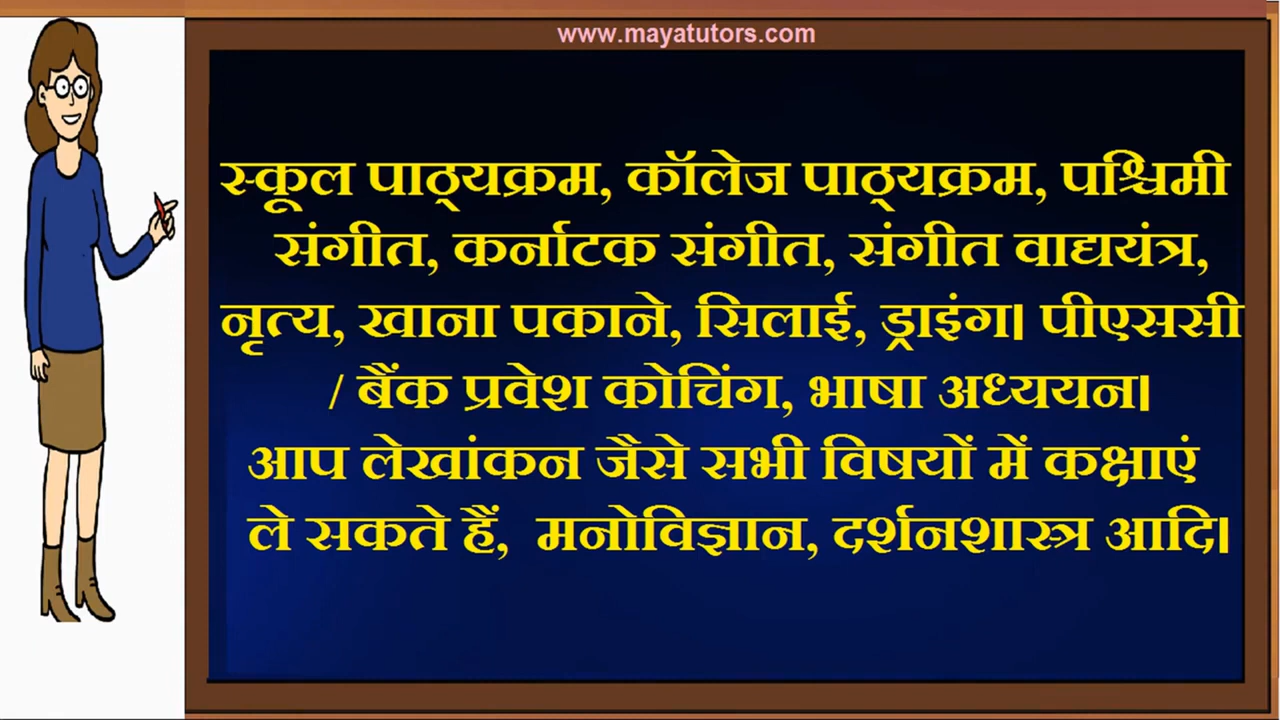 www.mayatutors.com
स्कूल पाठ्यक्रम, कॉलेज पाठ्यक्रम, पश्चिमी
संगीत, कर्नाटक संगीत, संगीत वाद्ययंत्र,
नृत्य, खाना पकाने, सिलाई, ड्राइंग। पीएससी
/ बैंक प्रवेश कोचिंग, भाषा अध्ययन।
आप लेखांकन जैसे सभी विषयों में कक्षाएं
ले सकते हैं, मनोविज्ञान, दर्शनशास्त्र आदि।